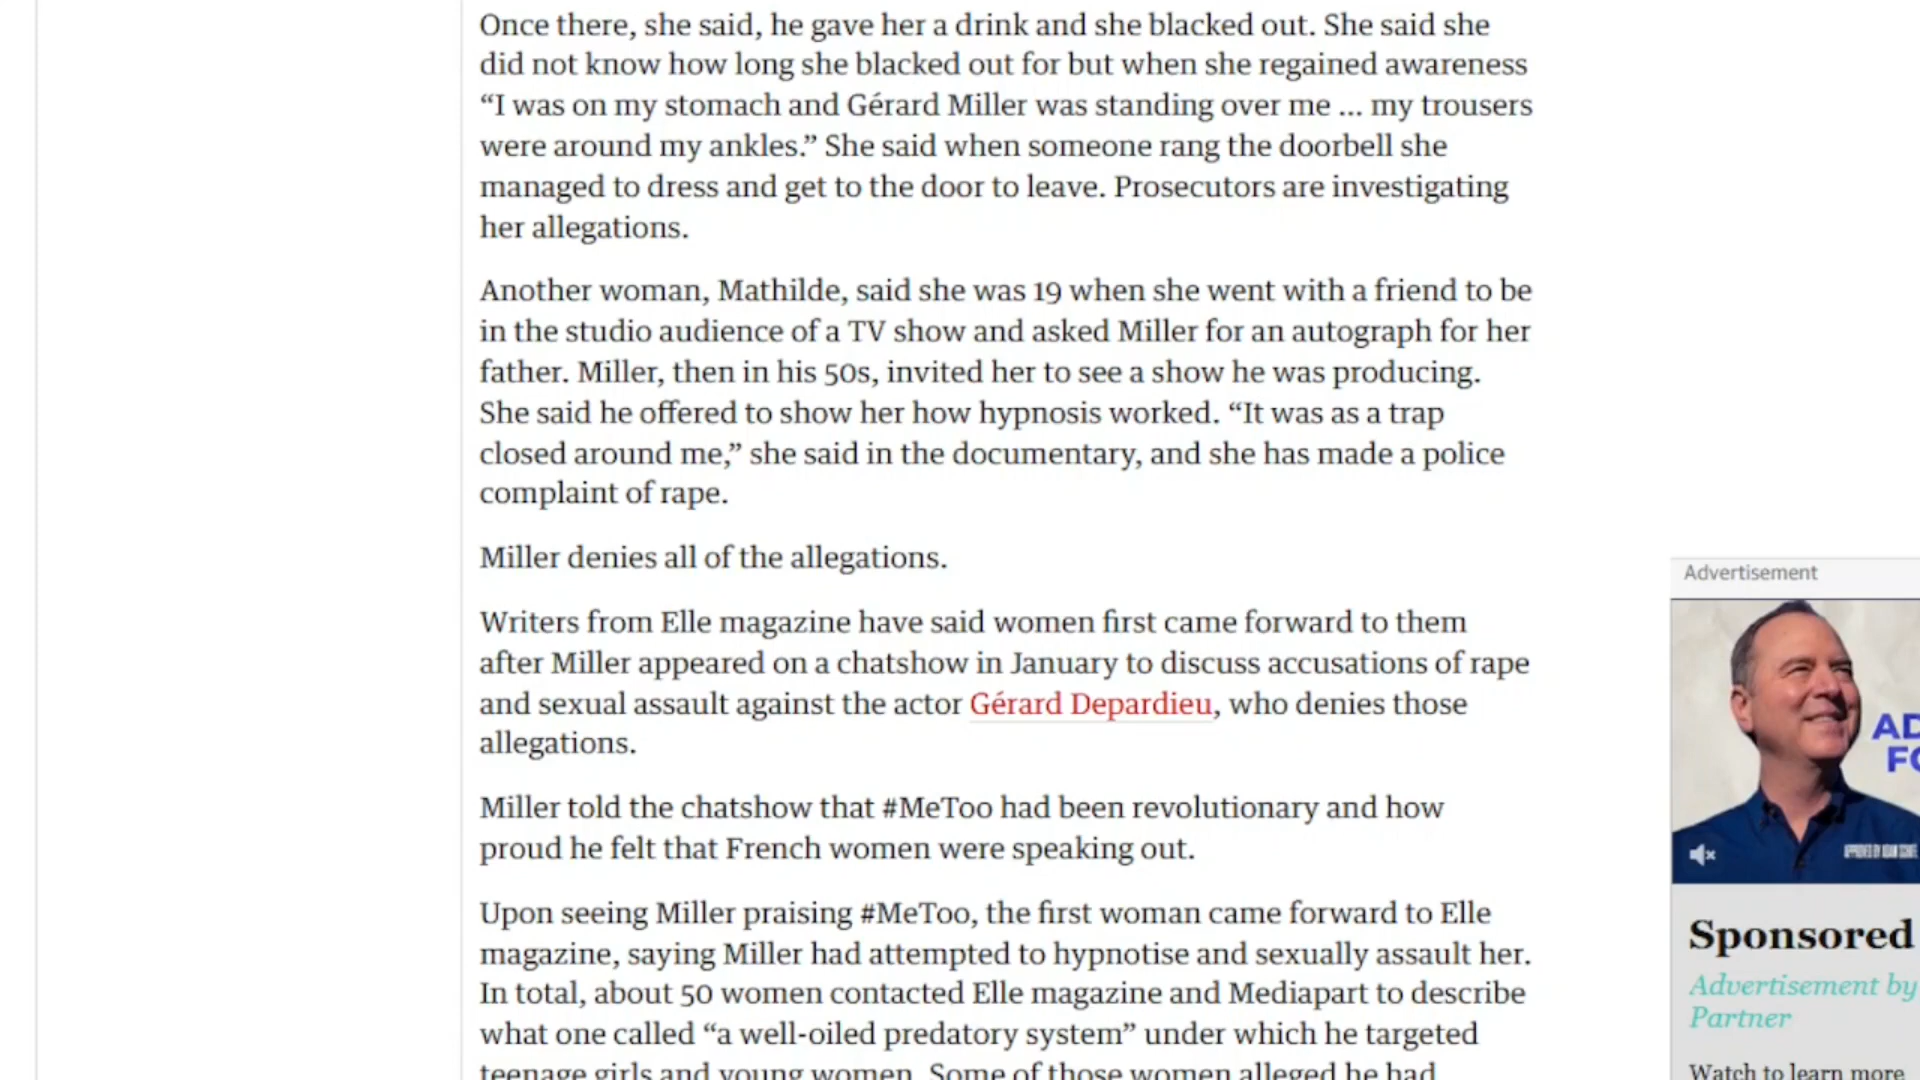 Once there, she said, he gave her a drink and she blacked out. She said she
did not know how long she blacked out for but when she regained awareness
“I was on my stomach and Gérard Miller was standing over me ... my trousers
were around my ankles.” She said when someone rang the doorbell she
managed to dress and get to the door to leave. Prosecutors are investigating
her allegations.
Another woman, Mathilde, said she was 19 when she went with a friend to be
in the studio audience of a TV show and asked Miller for an autograph for her
father. Miller, then in his 50s, invited her to see a show he was producing.
She said he offered to show her how hypnosis worked. “It was as a trap
closed around me,” she said in the documentary, and she has made a police
complaint of rape.
Miller denies all of the allegations.
Writers from Elle magazine have said women first came forward to them
after Miller appeared on a chatshow in January to discuss accusations of rape
and sexual assault against the actor Gérard Depardieu, who denies those
allegations.
Miller told the chatshow that #MeToo had been revolutionary and how
proud he felt that French women were speaking out.
Upon seeing Miller praising #MeToo, the first woman came forward to Elle
magazine, saying Miller had attempted to hypnotise and sexually assault her.
In total, about 50 women contacted Elle magazine and Mediapart to describe
what one called “a well-oiled predatory system” under which he targeted
teenage girls and young women. Some of those women alleged he had
Advertisement
AD
FO
Sponsored
Advertisement by
Partner
Watch to learn more